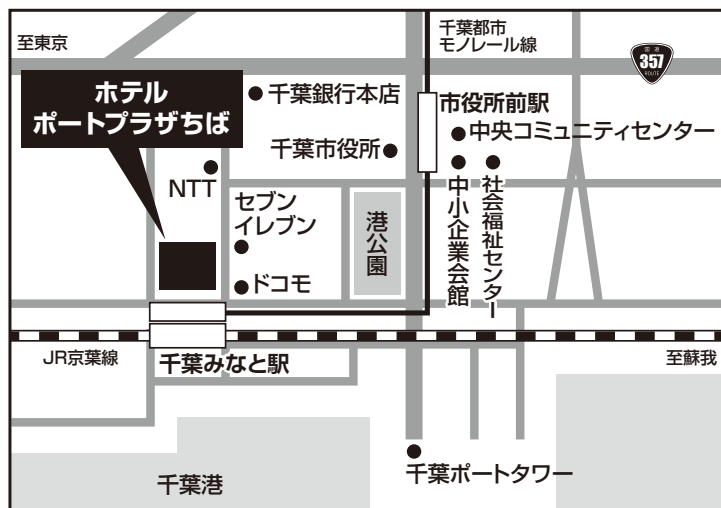 至東京
千葉都市
モノレール線
国道
357
ROUTE
ホテル
ポートプラザちば
千葉銀行本店
市役所前駅
中央コミュニティセンター
千葉市役所
NTT
セブン
イレブン
港公園
中小企業会館
社会福祉センター
ドコモ
JR京葉線
千葉みなと駅
至蘇我
千葉ポートタワー
千葉港